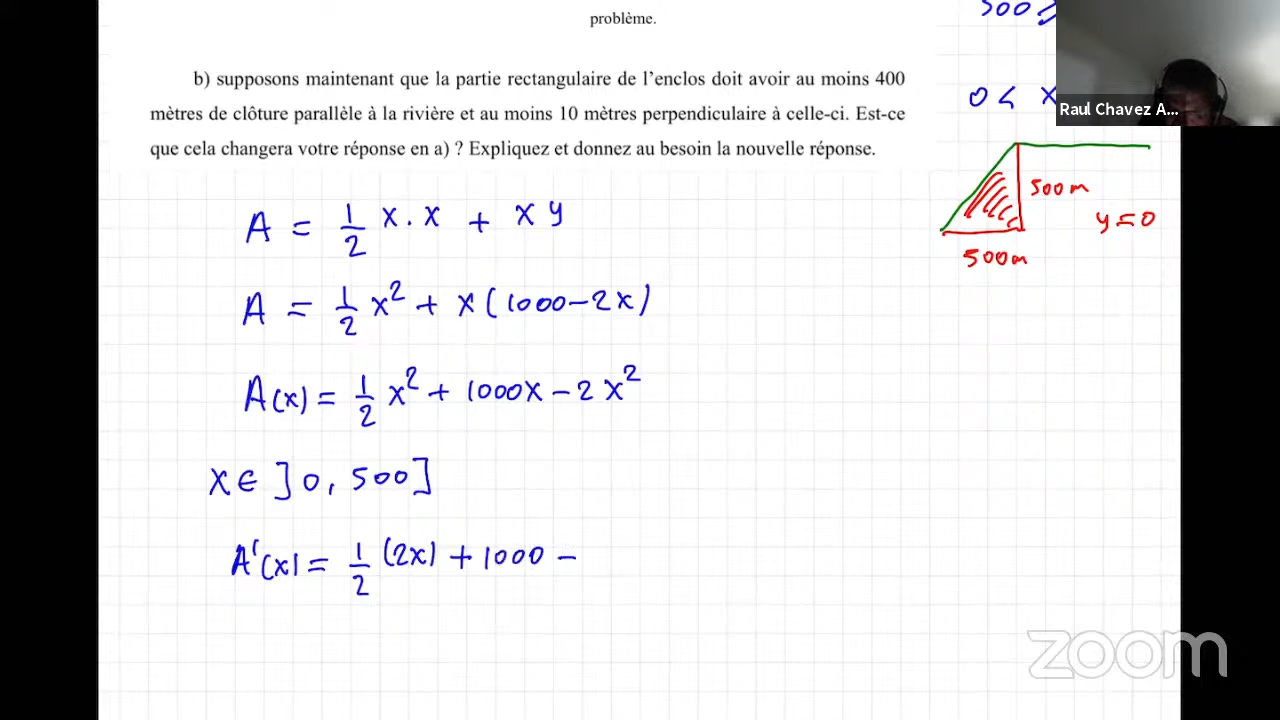 problème.
500 ≥
b) supposons maintenant que la partie rectangulaire de l'enclos doit avoir au moins 400
mètres de clôture parallèle à la rivière et au moins 10 mètres perpendiculaire à celle-ci. Est-ce
que cela changera votre réponse en a) ? Expliquez et donnez au besoin la nouvelle réponse.
0 < x
Raul Chavez A...
500 m
y = 0
500m
A = 1/2 x . x + x y
A = 1/2 x² + x (1000 - 2x)
A(x) = 1/2 x² + 1000x - 2 x²
x ∈ ] 0, 500 ]
A'(x) = 1/2 (2x) + 1000 -
zoom